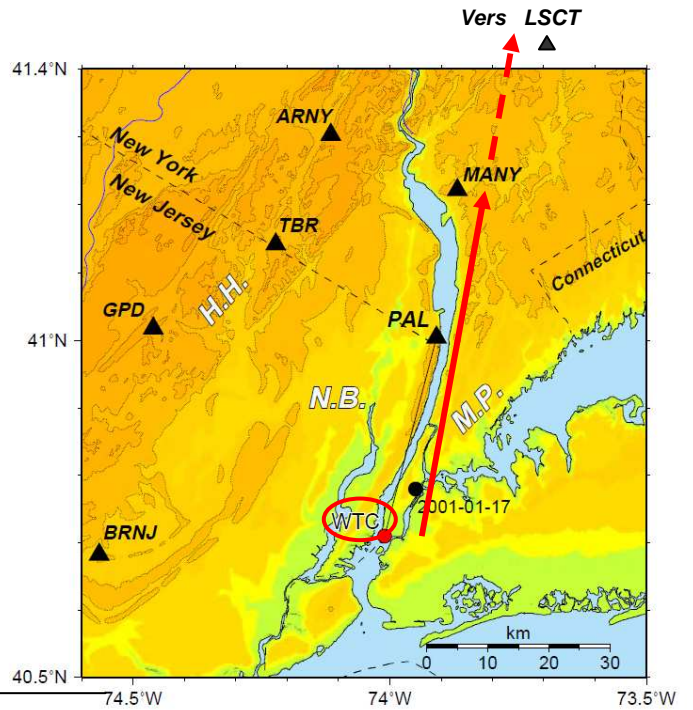 Vers LSCT
41.4°N
ARNY
New York
MANY
New Jersey
TBR
Connecticut
H.H.
GPD
PAL
41°N
N.B.
M.P.
2001-01-17
WTC
BRNJ
km
0 10 20 30
40.5°N
74.5°W
74°W
73.5°W